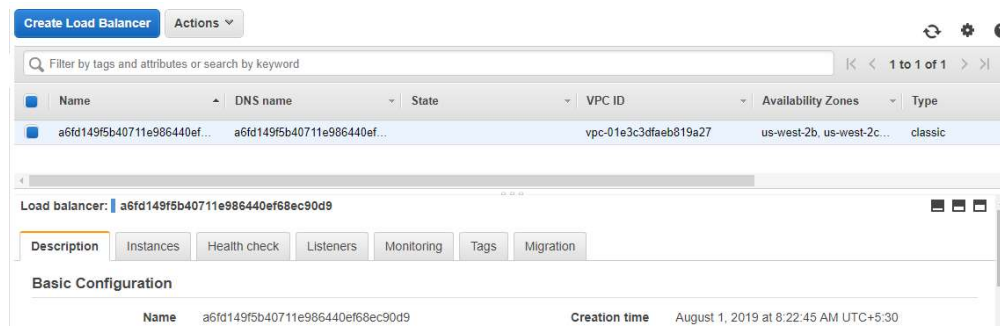 Create Load Balancer Actions
Filter by tags and attributes or search by keyword 1 to 1 of 1
Name DNS name State VPC ID Availability Zones Type
a6fd149f5b40711e986440ef... a6fd149f5b40711e986440ef... vpc-01e3c3dfaeb819a27 us-west-2b, us-west-2c... classic
Load balancer: a6fd149f5b40711e986440ef68ec90d9
Description Instances Health check Listeners Monitoring Tags Migration
Basic Configuration
Name a6fd149f5b40711e986440ef68ec90d9 Creation time August 1, 2019 at 8:22:45 AM UTC+5:30